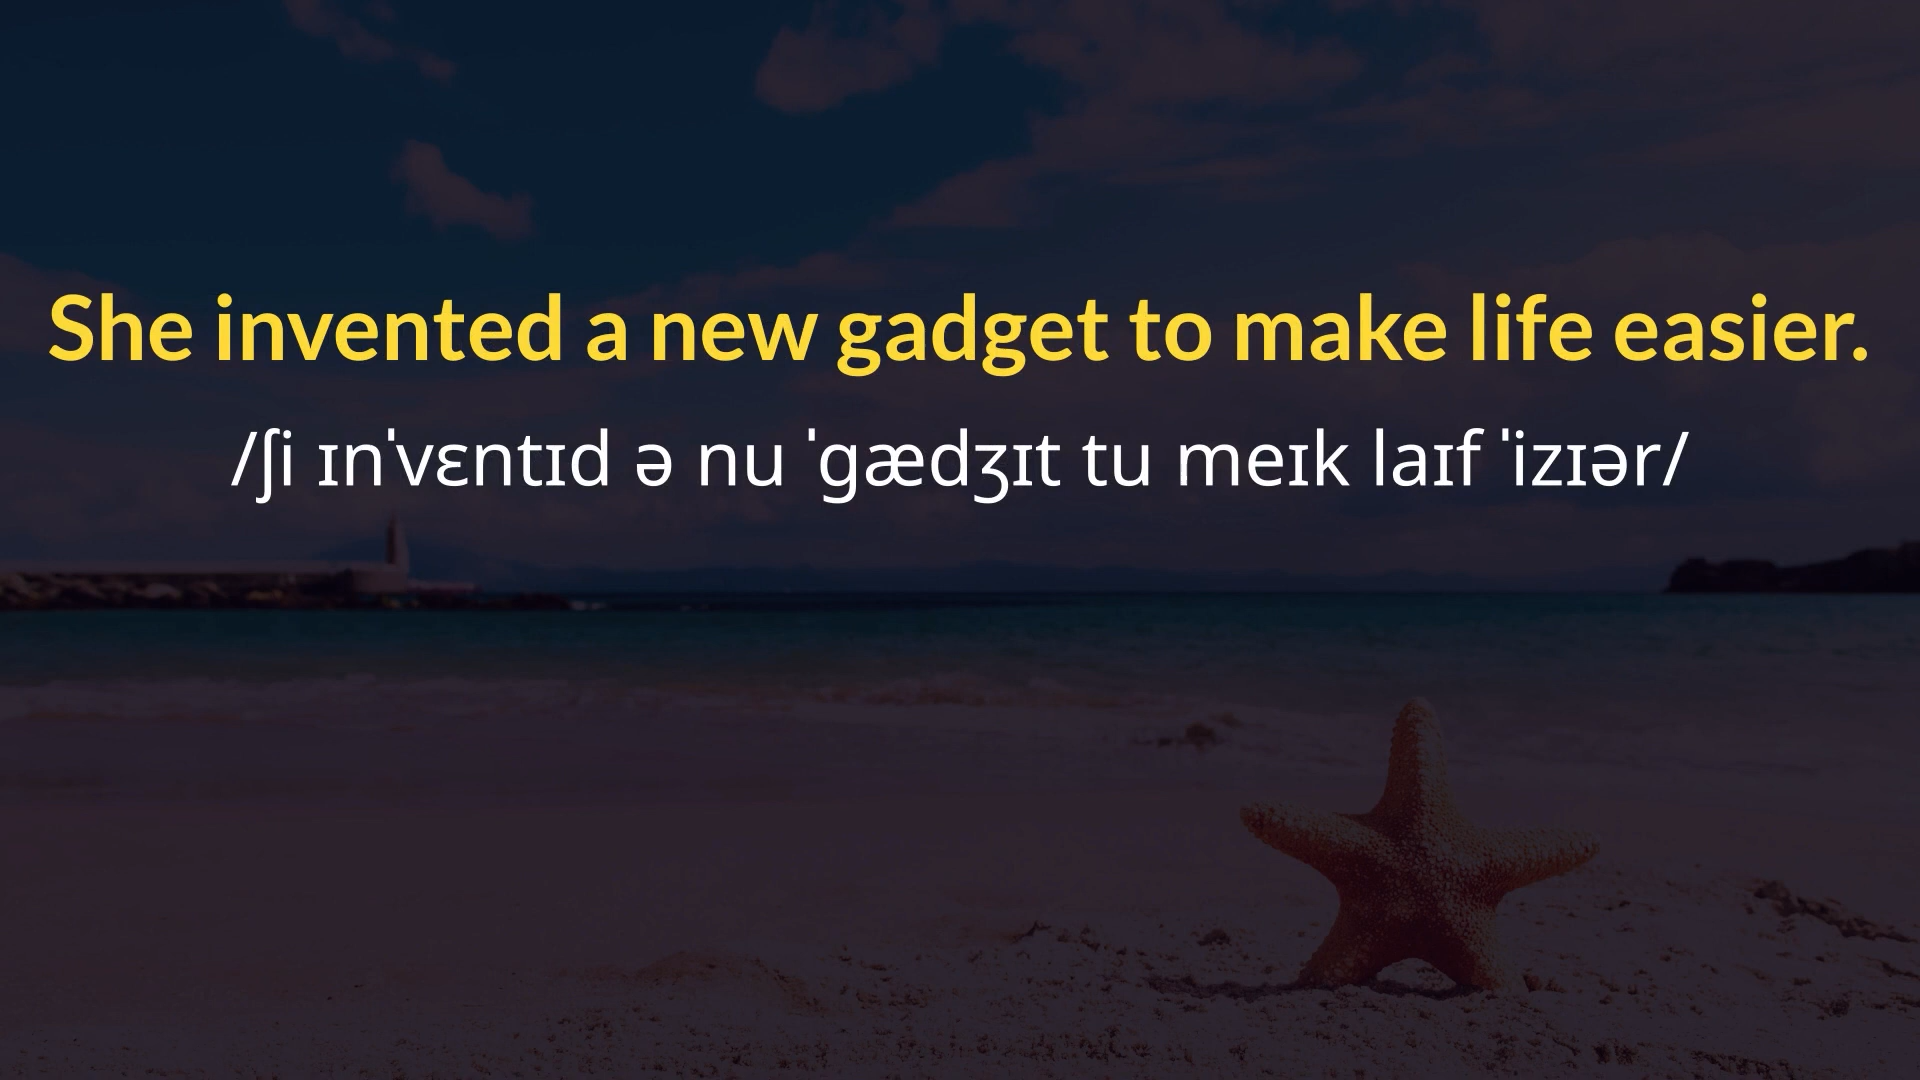 She invented a new gadget to make life easier.
/ʃi ɪnˈvɛntɪd ə nu ˈgædʒɪt tu meɪk laɪf ˈizɪər/